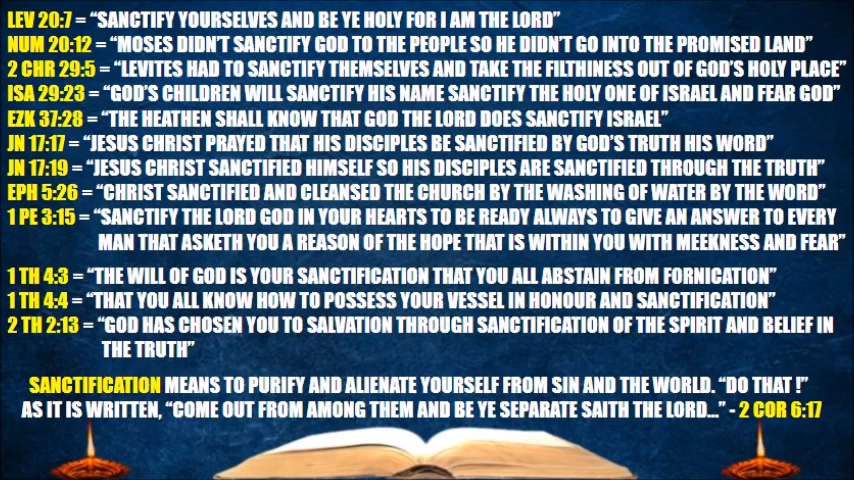 LEV 20:7 = “SANCTIFY YOURSELVES AND BE YE HOLY FOR I AM THE LORD”
NUM 20:12 = “MOSES DIDN’T SANCTIFY GOD TO THE PEOPLE SO HE DIDN’T GO INTO THE PROMISED LAND”
2 CHR 29:5 = “LEVITES HAD TO SANCTIFY THEMSELVES AND TAKE THE FILTHINESS OUT OF GOD’S HOLY PLACE”
ISA 29:23 = “GOD’S CHILDREN WILL SANCTIFY HIS NAME SANCTIFY THE HOLY ONE OF ISRAEL AND FEAR GOD”
EZK 37:28 = “THE HEATHEN SHALL KNOW THAT GOD THE LORD DOES SANCTIFY ISRAEL”
JN 17:17 = “JESUS CHRIST PRAYED THAT HIS DISCIPLES BE SANCTIFIED BY GOD’S TRUTH HIS WORD”
JN 17:19 = “JESUS CHRIST SANCTIFIED HIMSELF SO HIS DISCIPLES ARE SANCTIFIED THROUGH THE TRUTH”
EPH 5:26 = “CHRIST SANCTIFIED AND CLEANSED THE CHURCH BY THE WASHING OF WATER BY THE WORD”
1 PE 3:15 = “SANCTIFY THE LORD GOD IN YOUR HEARTS TO BE READY ALWAYS TO GIVE AN ANSWER TO EVERY
MAN THAT ASKETH YOU A REASON OF THE HOPE THAT IS WITHIN YOU WITH MEEKNESS AND FEAR”
1 TH 4:3 = “THE WILL OF GOD IS YOUR SANCTIFICATION THAT YOU ALL ABSTAIN FROM FORNICATION”
1 TH 4:4 = “THAT YOU ALL KNOW HOW TO POSSESS YOUR VESSEL IN HONOUR AND SANCTIFICATION”
2 TH 2:13 = “GOD HAS CHOSEN YOU TO SALVATION THROUGH SANCTIFICATION OF THE SPIRIT AND BELIEF IN
THE TRUTH”
SANCTIFICATION MEANS TO PURIFY AND ALIENATE YOURSELF FROM SIN AND THE WORLD. “DO THAT !”
AS IT IS WRITTEN, “COME OUT FROM AMONG THEM AND BE YE SEPARATE SAITH THE LORD...” - 2 COR 6:17